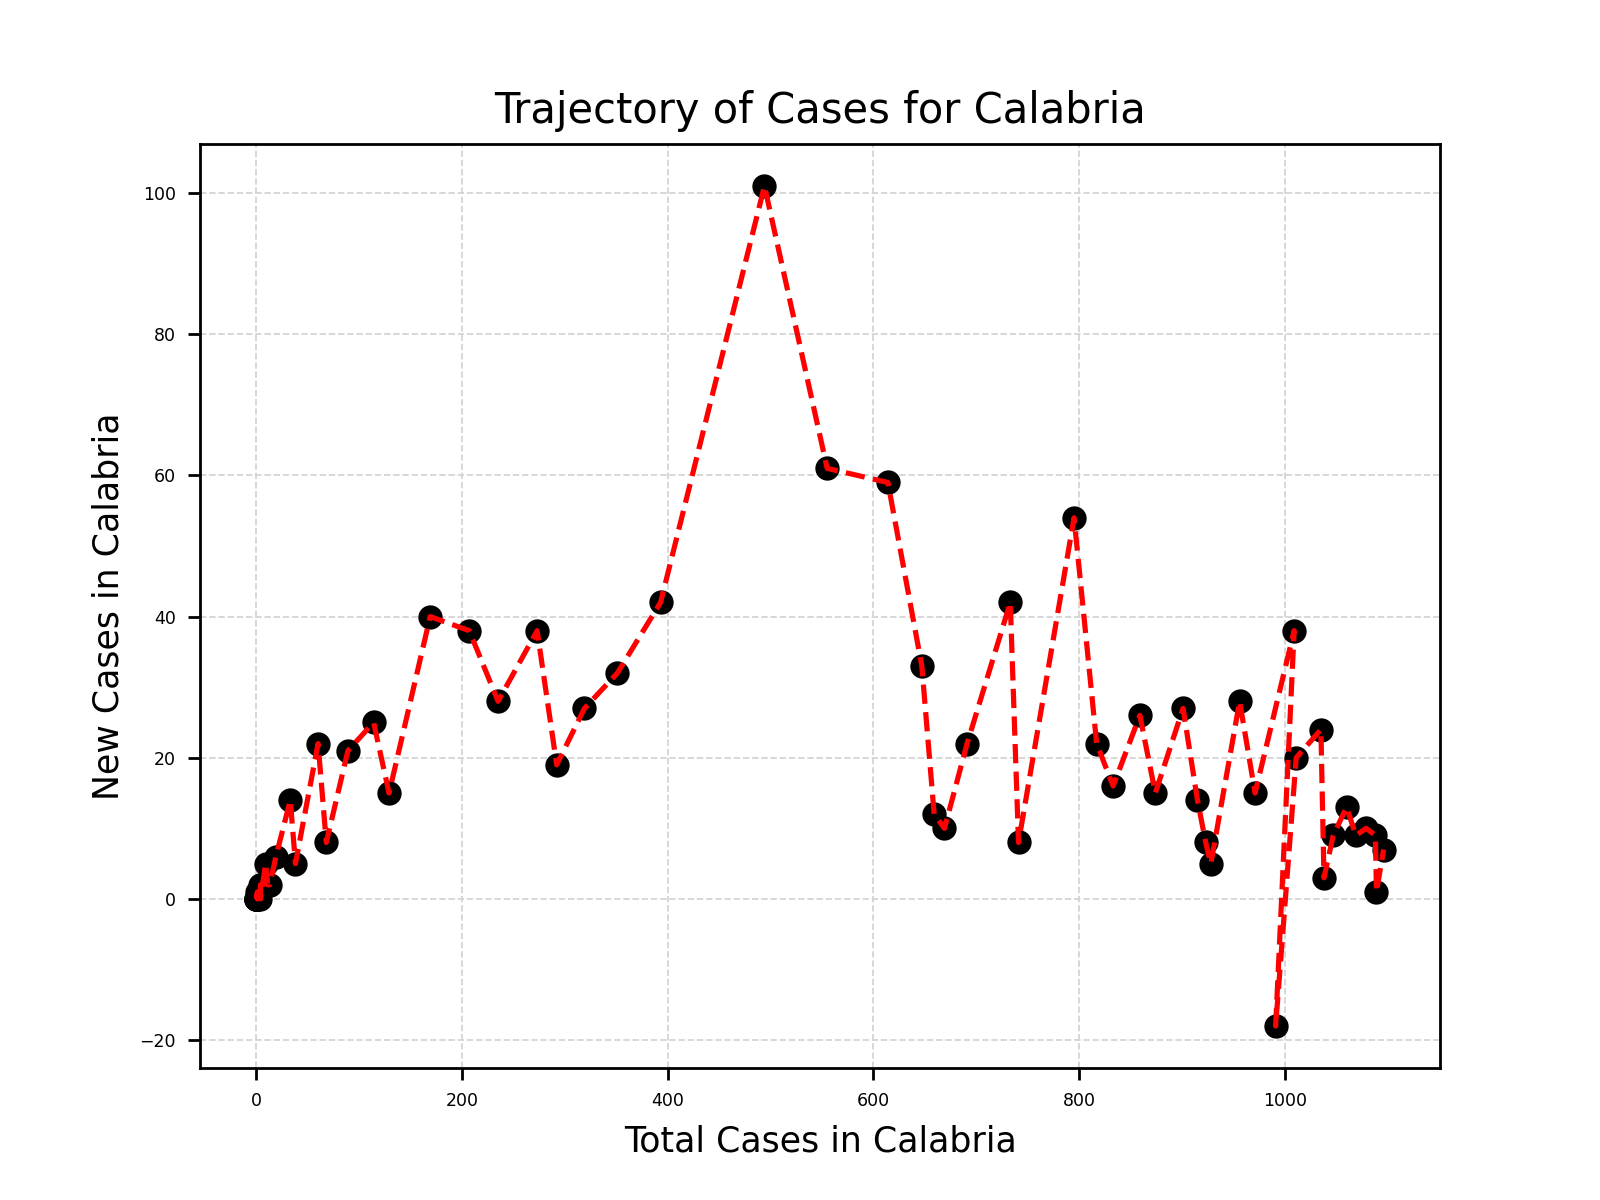 Trajectory of Cases for Calabria
100
80
60
40
20
0
−20
New Cases in Calabria
0 200 400 600 800 1000
Total Cases in Calabria